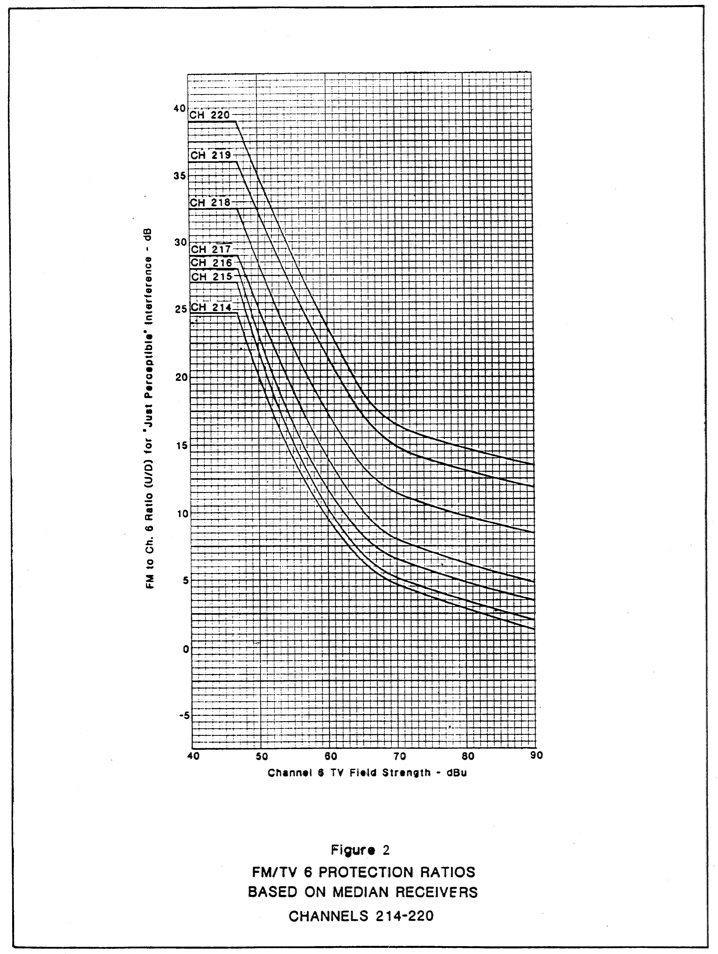 40
CH 220
CH 219
35
CH 218
30
CH 217
CH 216
CH 215
25
CH 214
20
15
10
5
0
-5
FM to Ch. 6 Ratio (U/D) for "Just Perceptible" Interference - dB
40 50 60 70 80 90
Channel 6 TV Field Strength - dBu
Figure 2
FM/TV 6 PROTECTION RATIOS
BASED ON MEDIAN RECEIVERS
CHANNELS 214-220